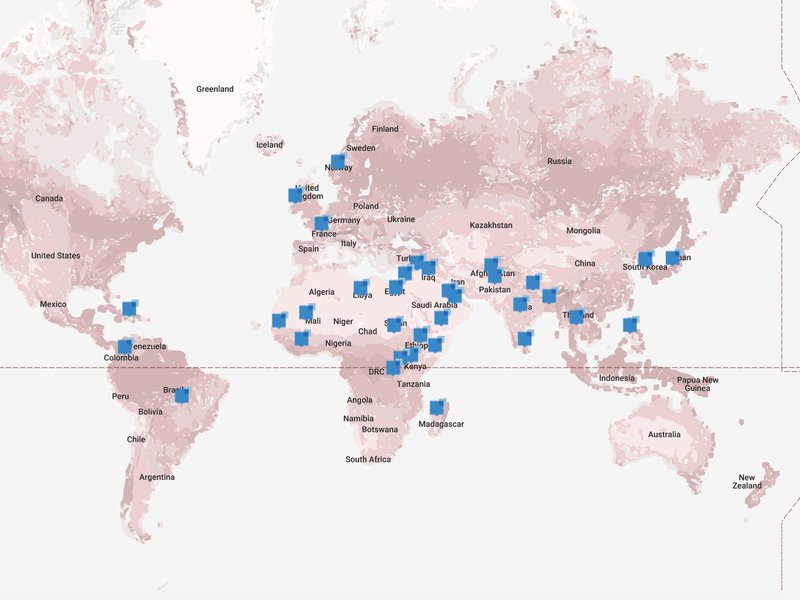 Greenland
Iceland
Finland
Sweden
Norway
Russia
Canada
United
Kingdom
Poland
Germany
Ukraine
France
Kazakhstan
Mongolia
Spain
Italy
United States
Turkey
China
South Korea
Japan
Afghanistan
Iraq
Iran
Algeria
Libya
Egypt
Pakistan
Mexico
Saudi Arabia
India
Mali
Niger
Sudan
Thailand
Chad
Nigeria
Ethiopia
Venezuela
Colombia
Kenya
DRC
Indonesia
Papua New
Guinea
Tanzania
Brazil
Peru
Angola
Bolivia
Namibia
Botswana
Madagascar
Chile
Australia
South Africa
Argentina
New
Zealand